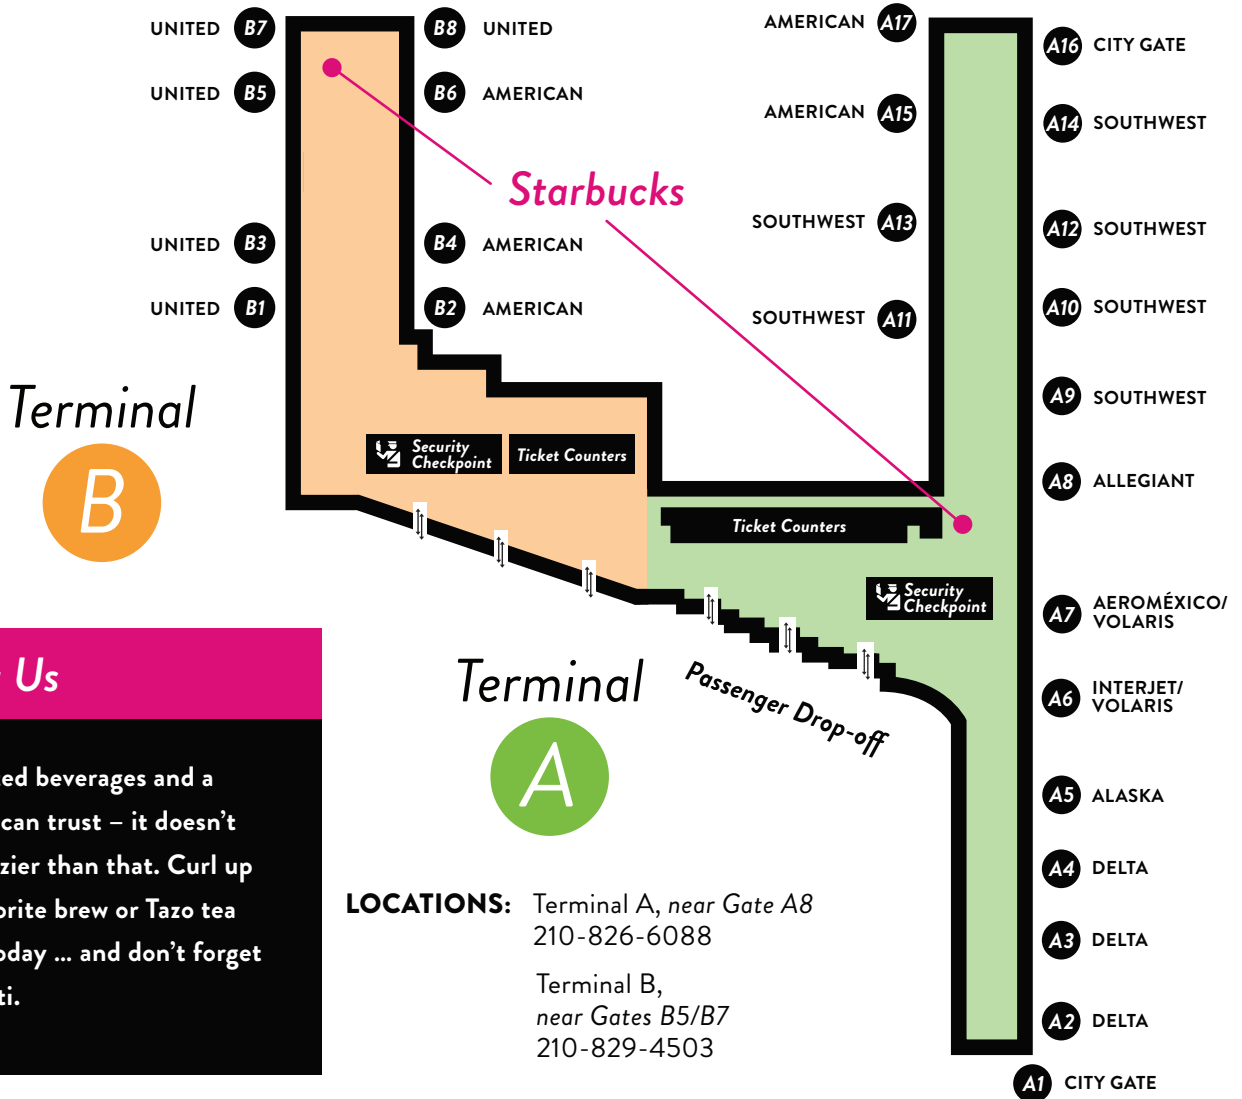 UNITED B7
B8 UNITED
AMERICAN A17
A16 CITY GATE
UNITED B5
B6 AMERICAN
AMERICAN A15
A14 SOUTHWEST
Starbucks
SOUTHWEST A13
A12 SOUTHWEST
UNITED B3
B4 AMERICAN
UNITED B1
B2 AMERICAN
SOUTHWEST A11
A10 SOUTHWEST
A9 SOUTHWEST
Terminal
B
Security
Checkpoint
Ticket Counters
A8 ALLEGIANT
Ticket Counters
Security
Checkpoint
A7 AEROMÉXICO/
VOLARIS
Terminal
A
Passenger Drop-off
A6 INTERJET/
VOLARIS
A5 ALASKA
A4 DELTA
A3 DELTA
A2 DELTA
A1 CITY GATE
Us
ed beverages and a
can trust – it doesn't
zier than that. Curl up
orite brew or Tazo tea
oday ... and don't forget
ti.
LOCATIONS: Terminal A, near Gate A8
210-826-6088
Terminal B,
near Gates B5/B7
210-829-4503